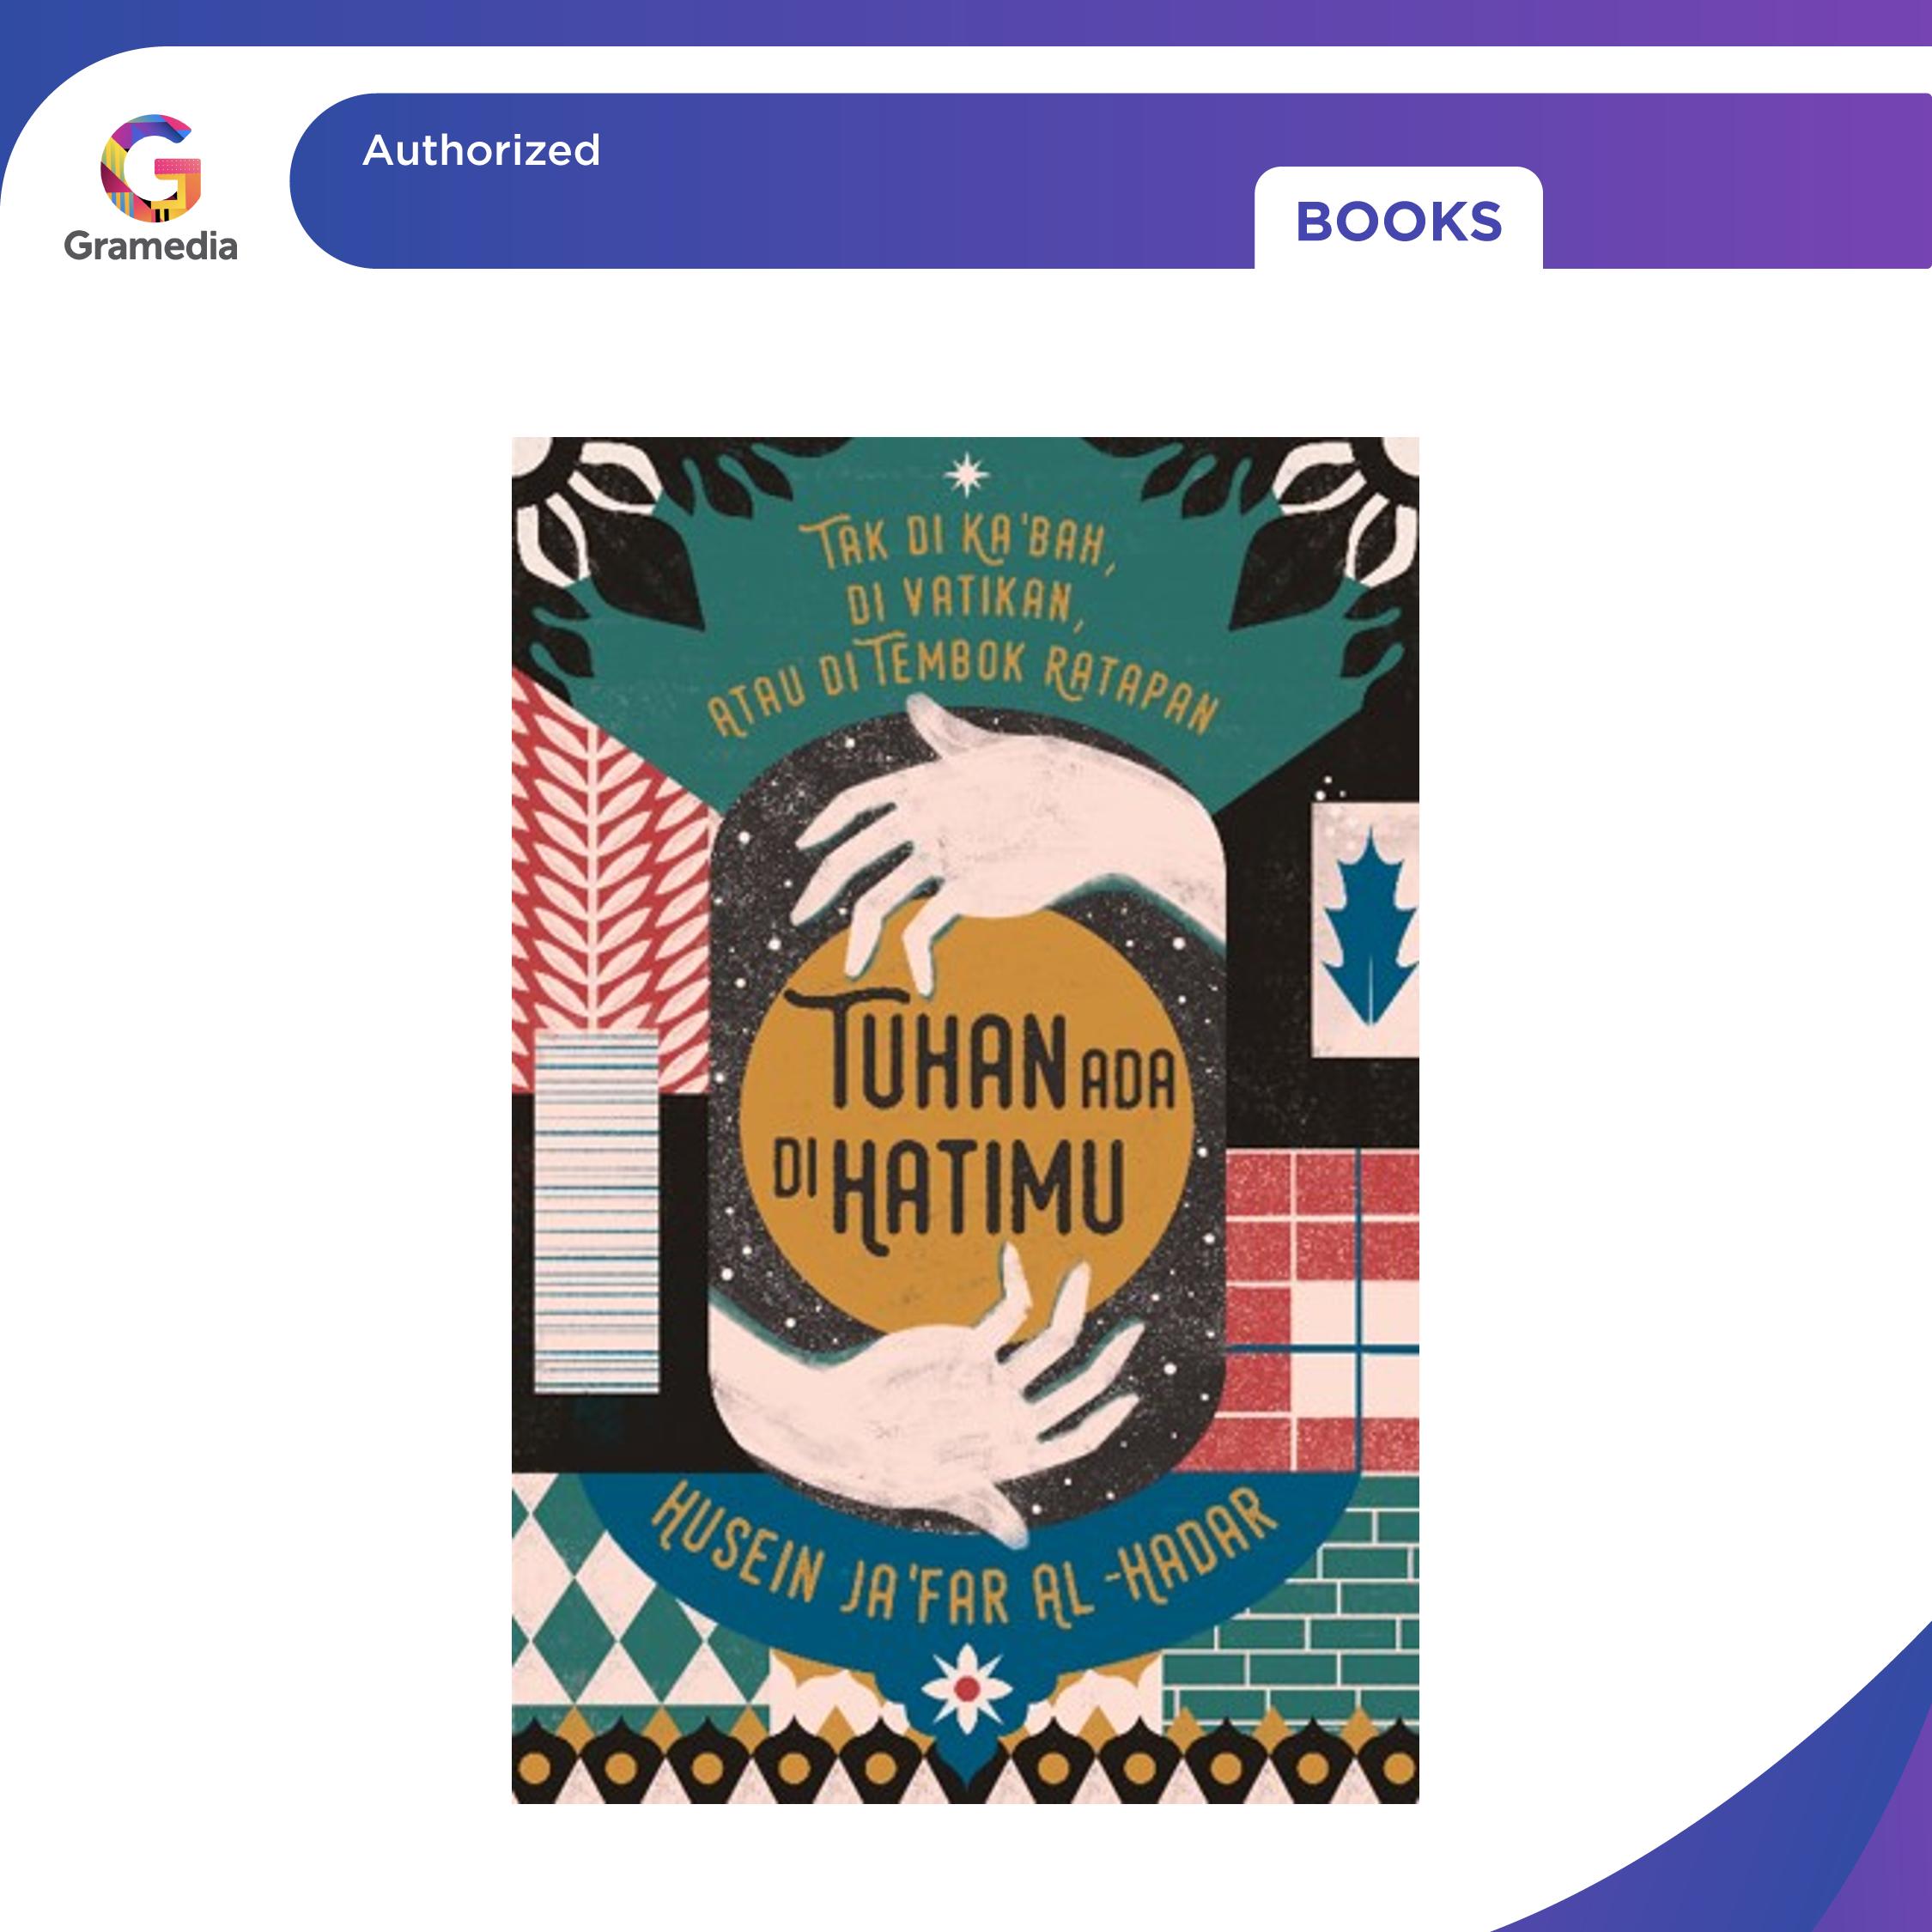 Gramedia
Authorized
BOOKS
TAK DI KA'BAH,
DI VATIKAN,
ATAU DI TEMBOK RATAPAN
TUHAN ADA
DI HATIMU
HUSEIN JA'FAR AL-HADAR